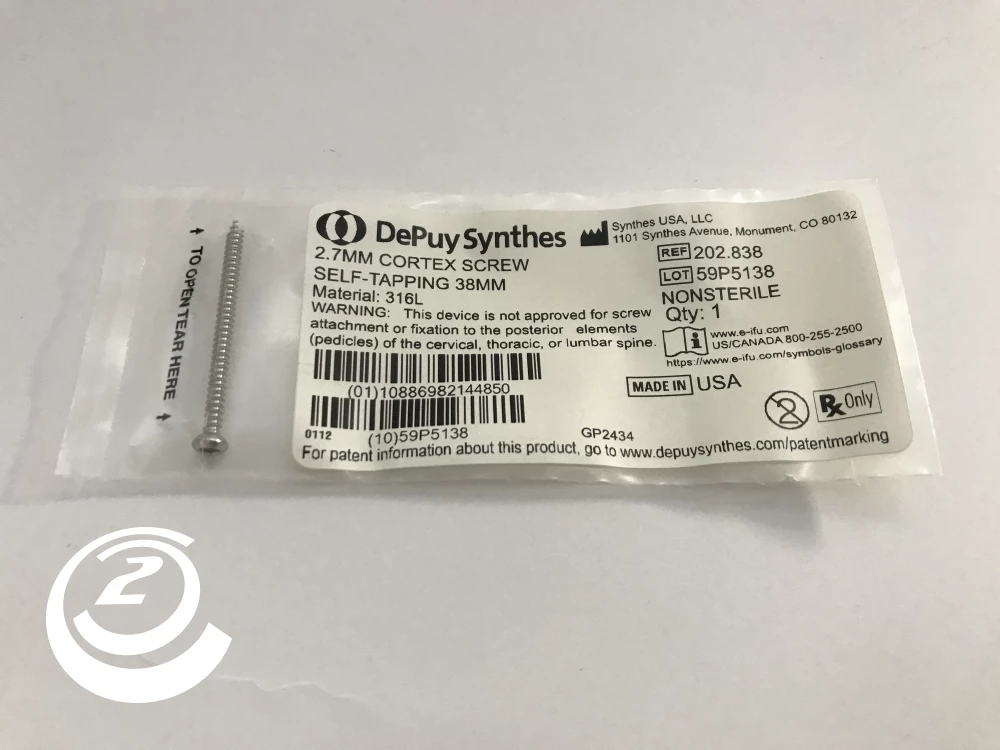 ↑ TO OPEN TEAR HERE ↑
DePuy Synthes
2.7MM CORTEX SCREW
SELF-TAPPING 38MM
Material: 316L
WARNING: This device is not approved for screw
attachment or fixation to the posterior elements
(pedicles) of the cervical, thoracic, or lumbar spine.
(01)10886982144850
0112 (10)59P5138
Synthes USA, LLC
1101 Synthes Avenue, Monument, CO 80132
REF 202.838
LOT 59P5138
NONSTERILE
Qty: 1
i www.e-ifu.com
US/CANADA 800-255-2500
https://www.e-ifu.com/symbols-glossary
MADE IN USA
2 Rx Only
GP2434
For patent information about this product, go to www.depuysynthes.com/patentmarking
2